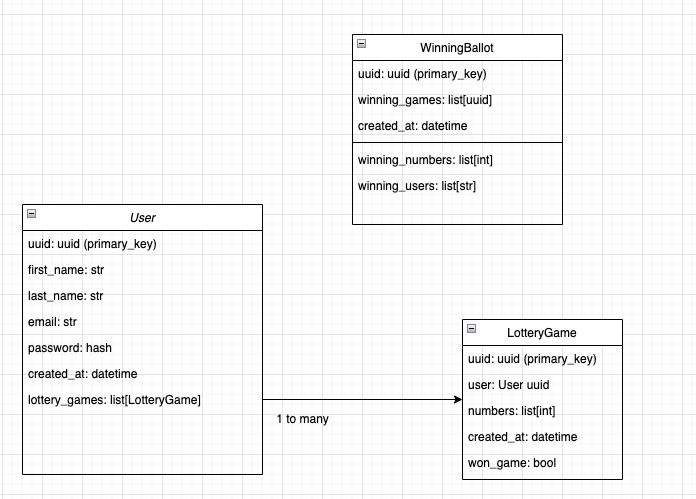 WinningBallot
uuid: uuid (primary_key)
winning_games: list[uuid]
created_at: datetime
winning_numbers: list[int]
winning_users: list[str]
User
uuid: uuid (primary_key)
first_name: str
last_name: str
email: str
password: hash
created_at: datetime
lottery_games: list[LotteryGame]
1 to many
LotteryGame
uuid: uuid (primary_key)
user: User uuid
numbers: list[int]
created_at: datetime
won_game: bool